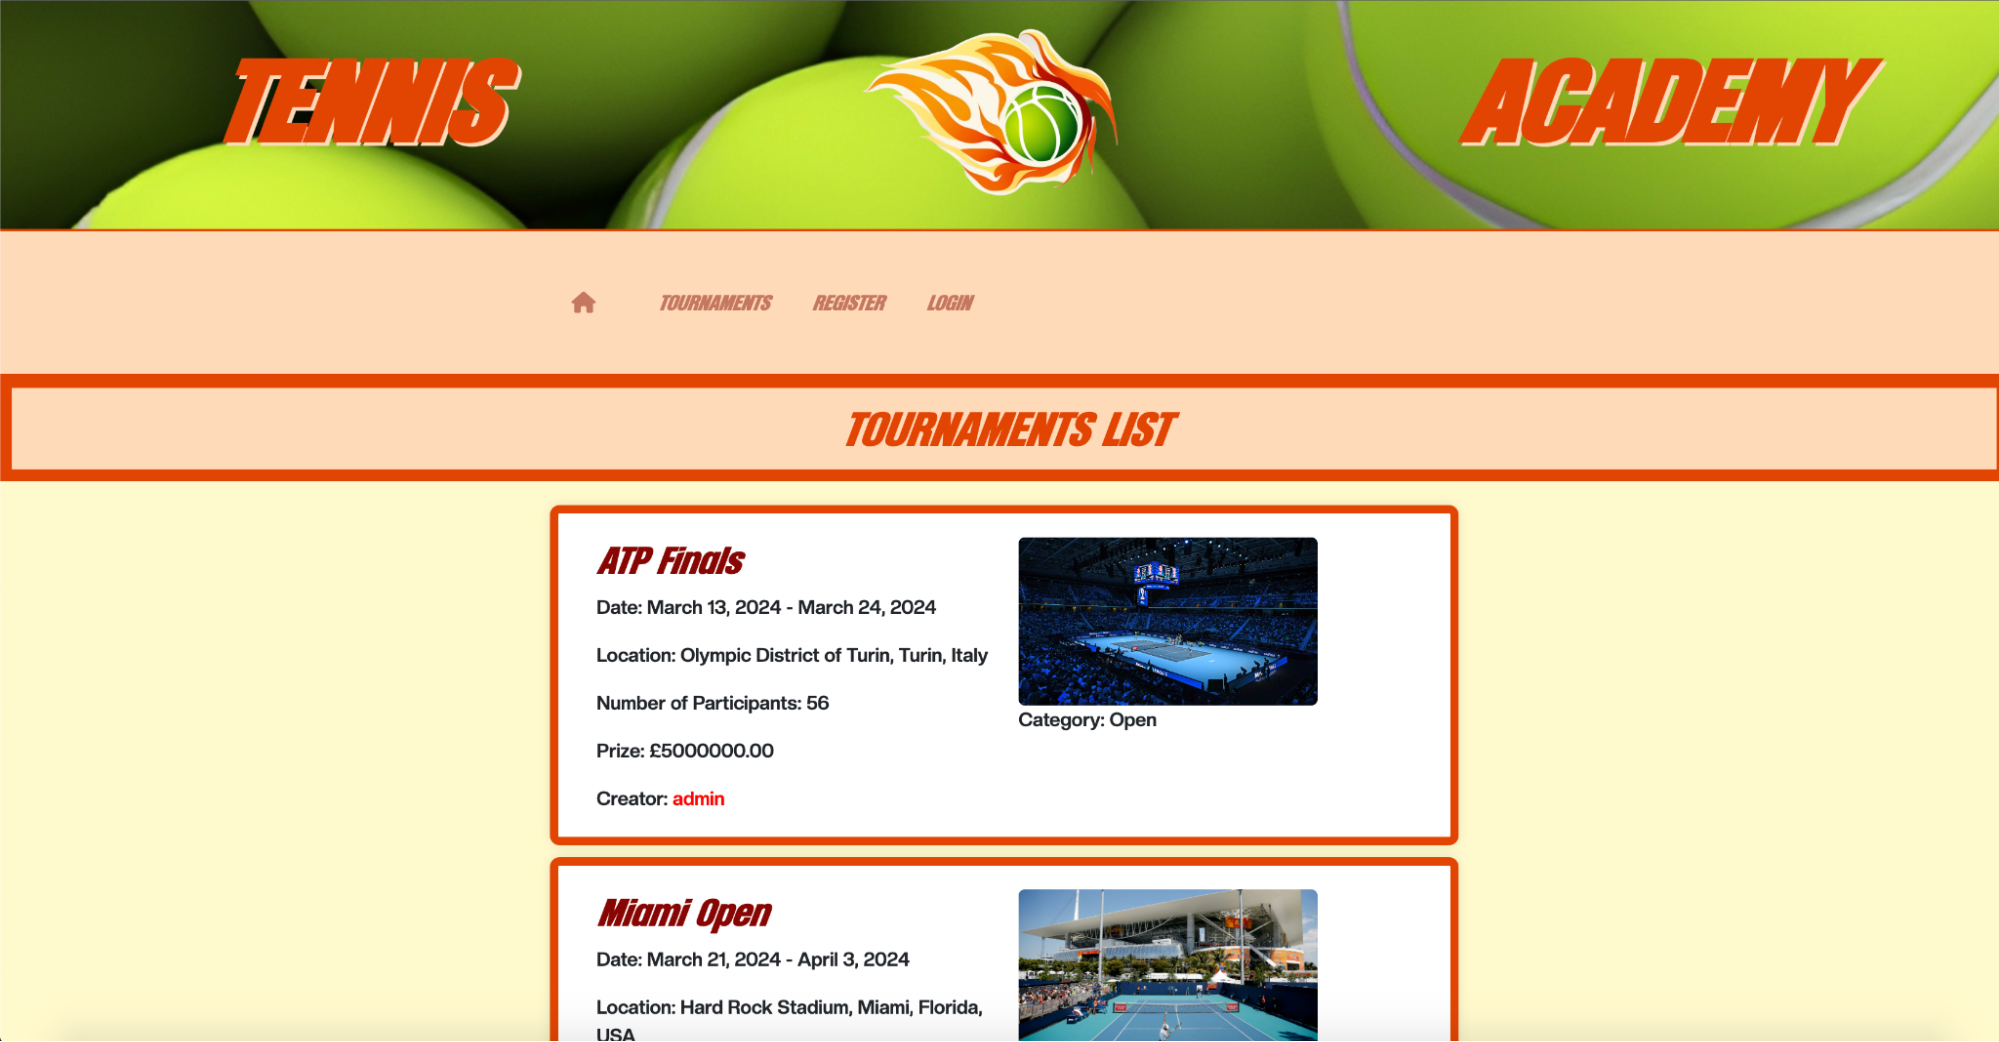 TENNIS
ACADEMY
TOURNAMENTS REGISTER LOGIN
TOURNAMENTS LIST
ATP Finals
Date: March 13, 2024 - March 24, 2024
Location: Olympic District of Turin, Turin, Italy
Number of Participants: 56
Prize: £5000000.00
Creator: admin
Category: Open
Miami Open
Date: March 21, 2024 - April 3, 2024
Location: Hard Rock Stadium, Miami, Florida,
USA